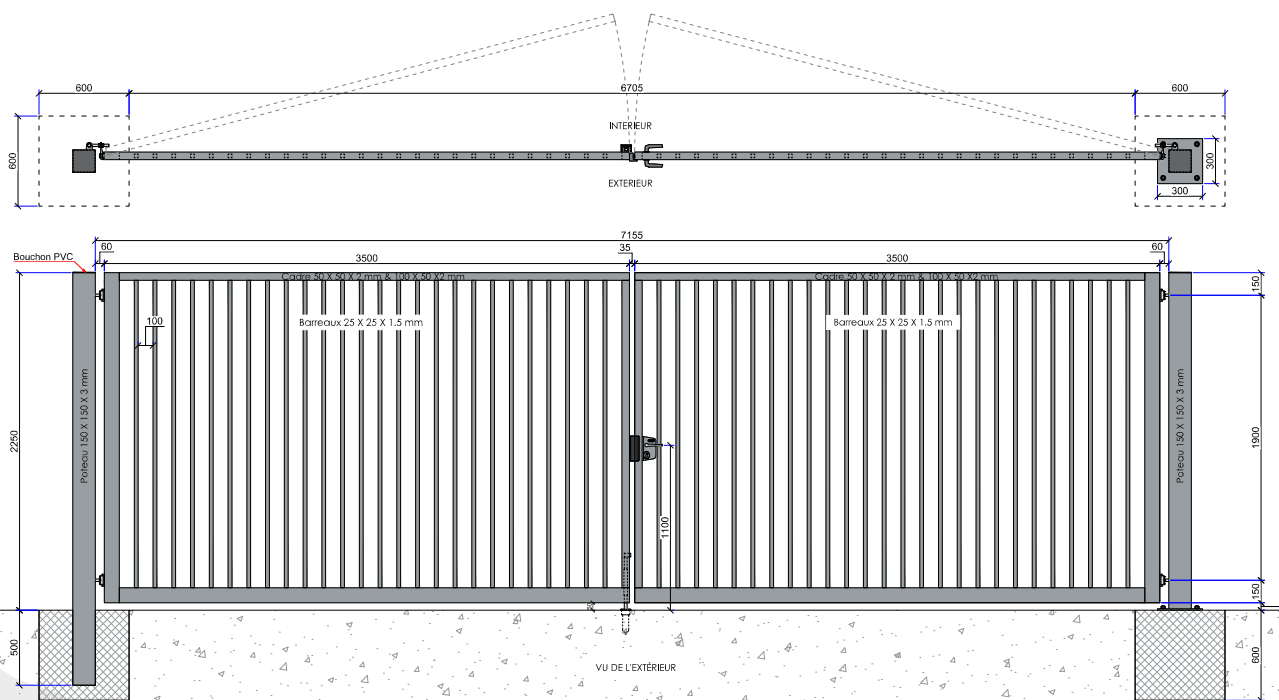 600
6705
600
INTERIEUR
600
300
EXTERIEUR
300
7155
60
35
60
Bouchon PVC
3500
3500
Cadre 50 X 50 X 2 mm & 100 X 50 X2 mm
Cadre 50 X 50 X 2 mm & 100 X 50 X2 mm
150
100
Barreaux 25 X 25 X 1.5 mm
Barreaux 25 X 25 X 1.5 mm
Poteau 150 X 150 X 3 mm
Poteau 150 X 150 X 3 mm
2250
1900
1100
150
500
VU DE L'EXTÉRIEUR
600